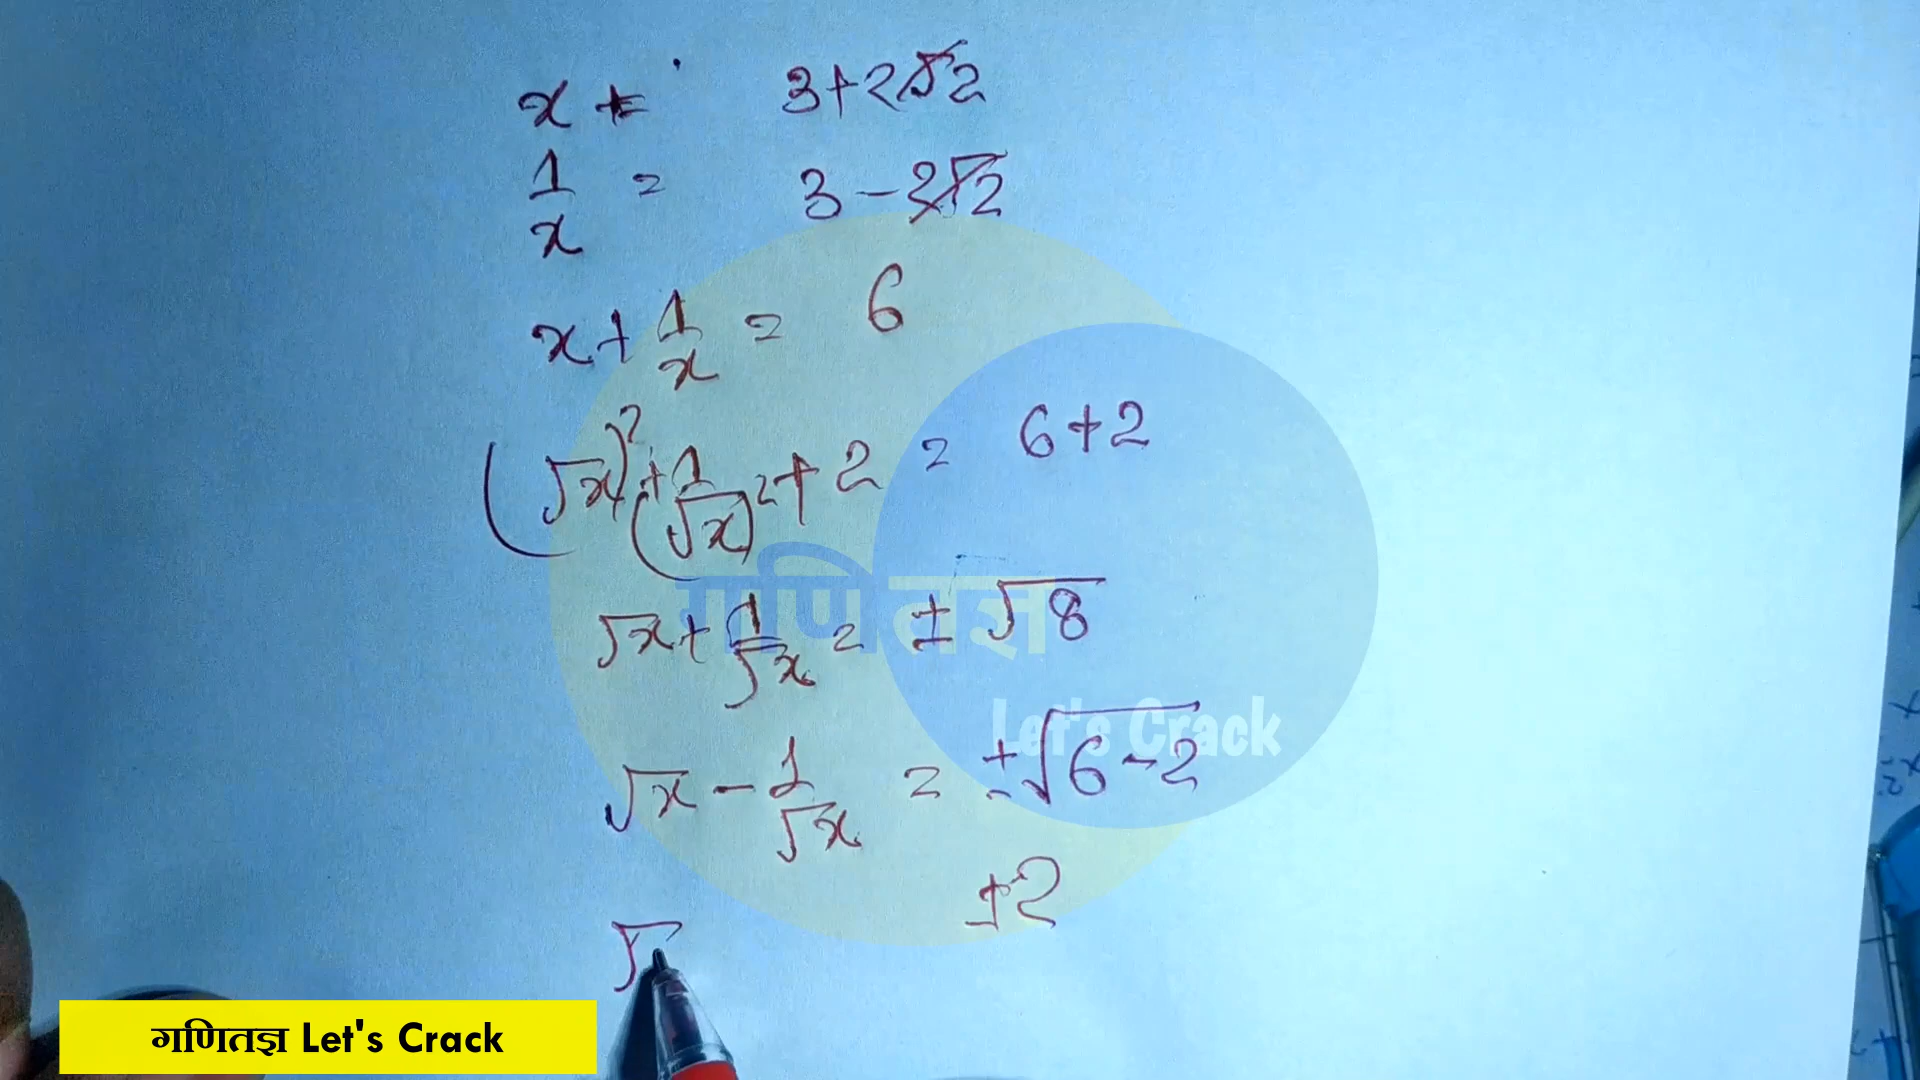 x = 3+2√2
1/x = 3-2√2
x+1/x = 6
(√x)²+1/(√x)²+2 = 6+2
√x+1/√x = ±√8
√x-1/√x = ±√6-2
±2
√
गणितज्ञ
Let's Crack
गणितज्ञ Let's Crack